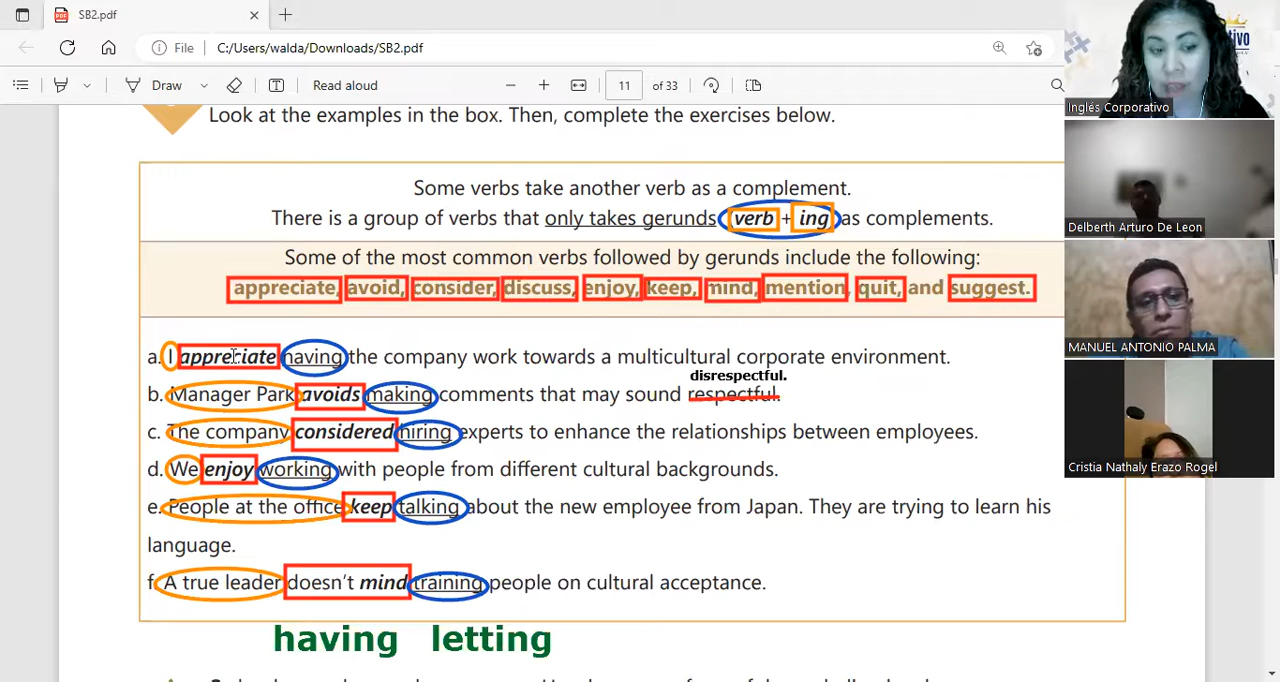 SB2.pdf
File C:/Users/walda/Downloads/SB2.pdf
Draw Read aloud 11 of 33
Look at the examples in the box. Then, complete the exercises below.
Some verbs take another verb as a complement.
There is a group of verbs that only takes gerunds verb + ing as complements.
Some of the most common verbs followed by gerunds include the following:
appreciate, avoid, consider, discuss, enjoy, keep, mind, mention, quit, and suggest.
a. I appreciate having the company work towards a multicultural corporate environment.
disrespectful.
b. Manager Park avoids making comments that may sound respectful.
c. The company considered hiring experts to enhance the relationships between employees.
d. We enjoy working with people from different cultural backgrounds.
e. People at the office keep talking about the new employee from Japan. They are trying to learn his
language.
f. A true leader doesn't mind training people on cultural acceptance.
having letting
Inglés Corporativo
Delberth Arturo De Leon
MANUEL ANTONIO PALMA
Cristia Nathaly Erazo Rogel